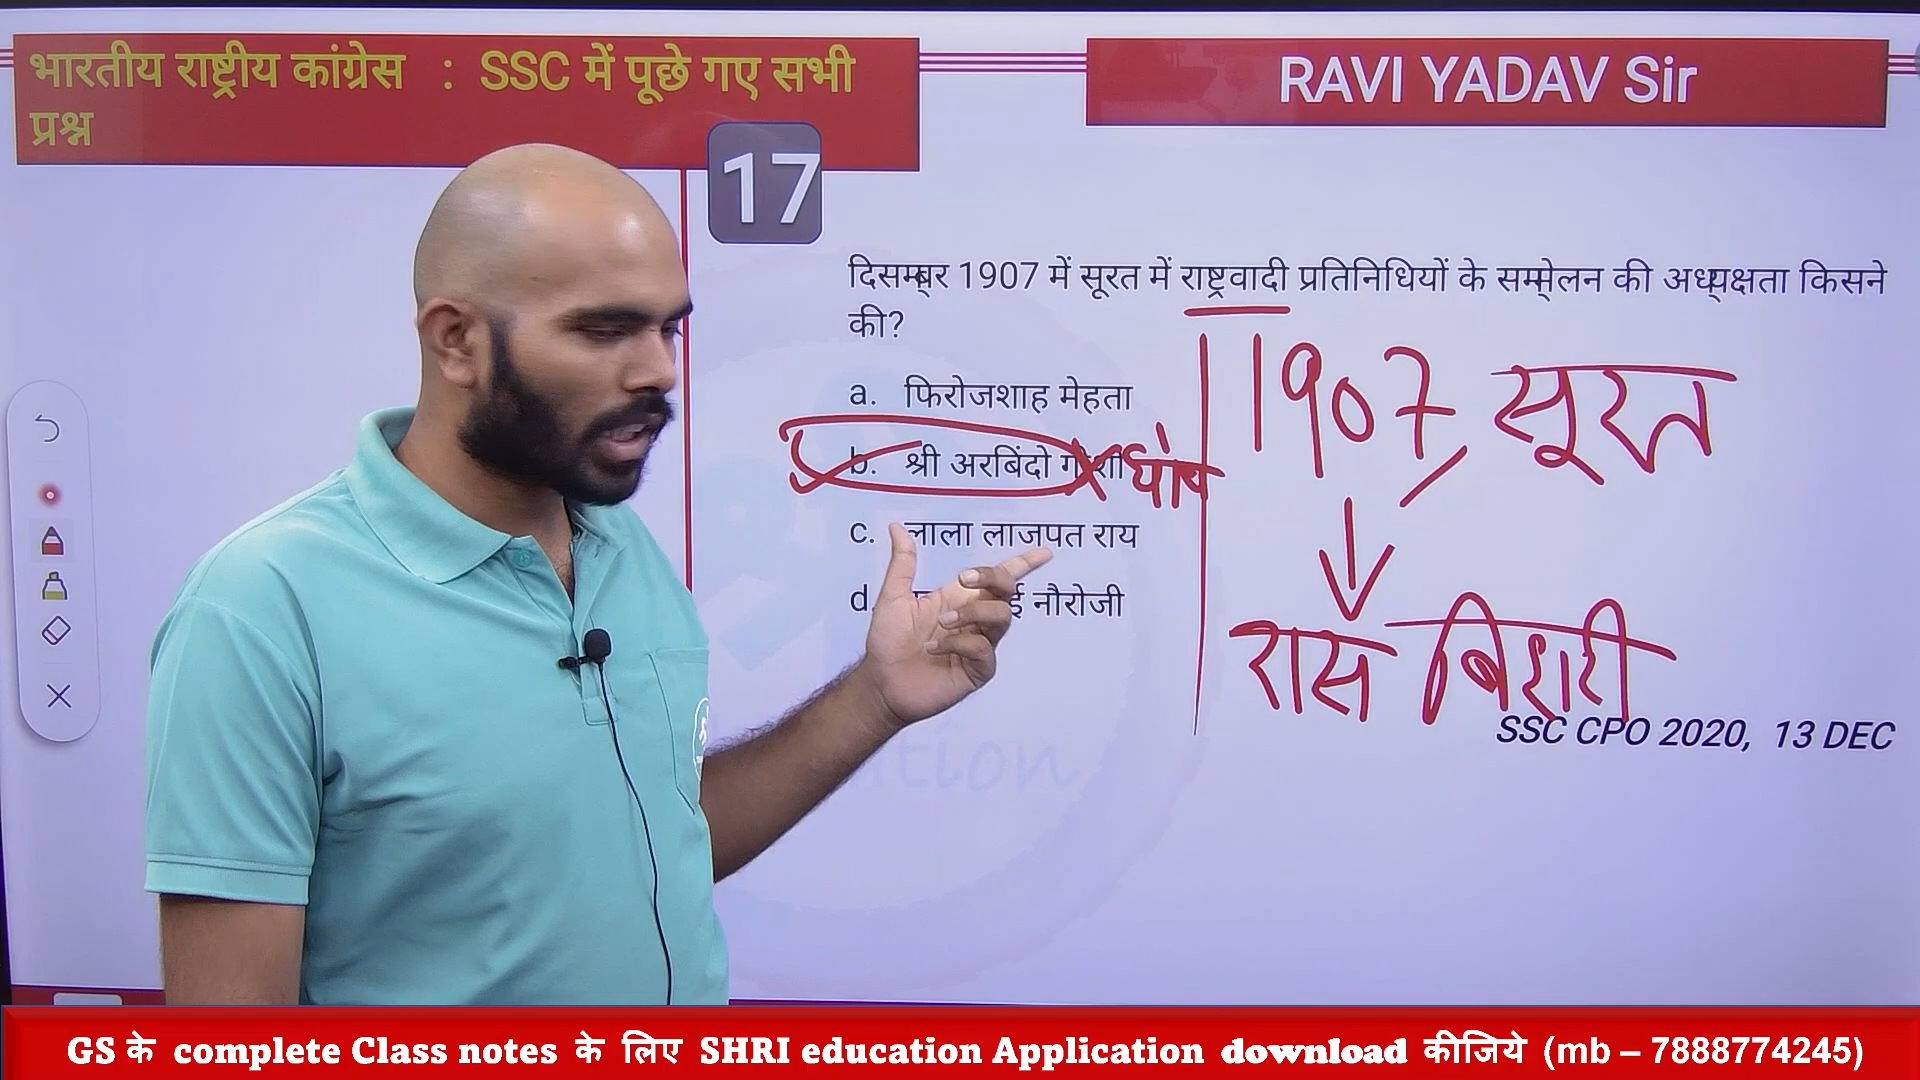 भारतीय राष्ट्रीय कांग्रेस : SSC में पूछे गए सभी
प्रश्न
RAVI YADAV Sir
17
दिसम्बर 1907 में सूरत में राष्ट्रवादी प्रतिनिधियों के सम्मेलन की अध्यक्षता किसने
की?
a. फिरोजशाह मेहता
b. श्री अरबिंदो
घोष
c. लाला लाजपत राय
d. नौरोजी
1907, सूरत
रास बिहारी
SSC CPO 2020, 13 DEC
GS के complete Class notes के लिए SHRI education Application download कीजिये (mb – 7888774245)